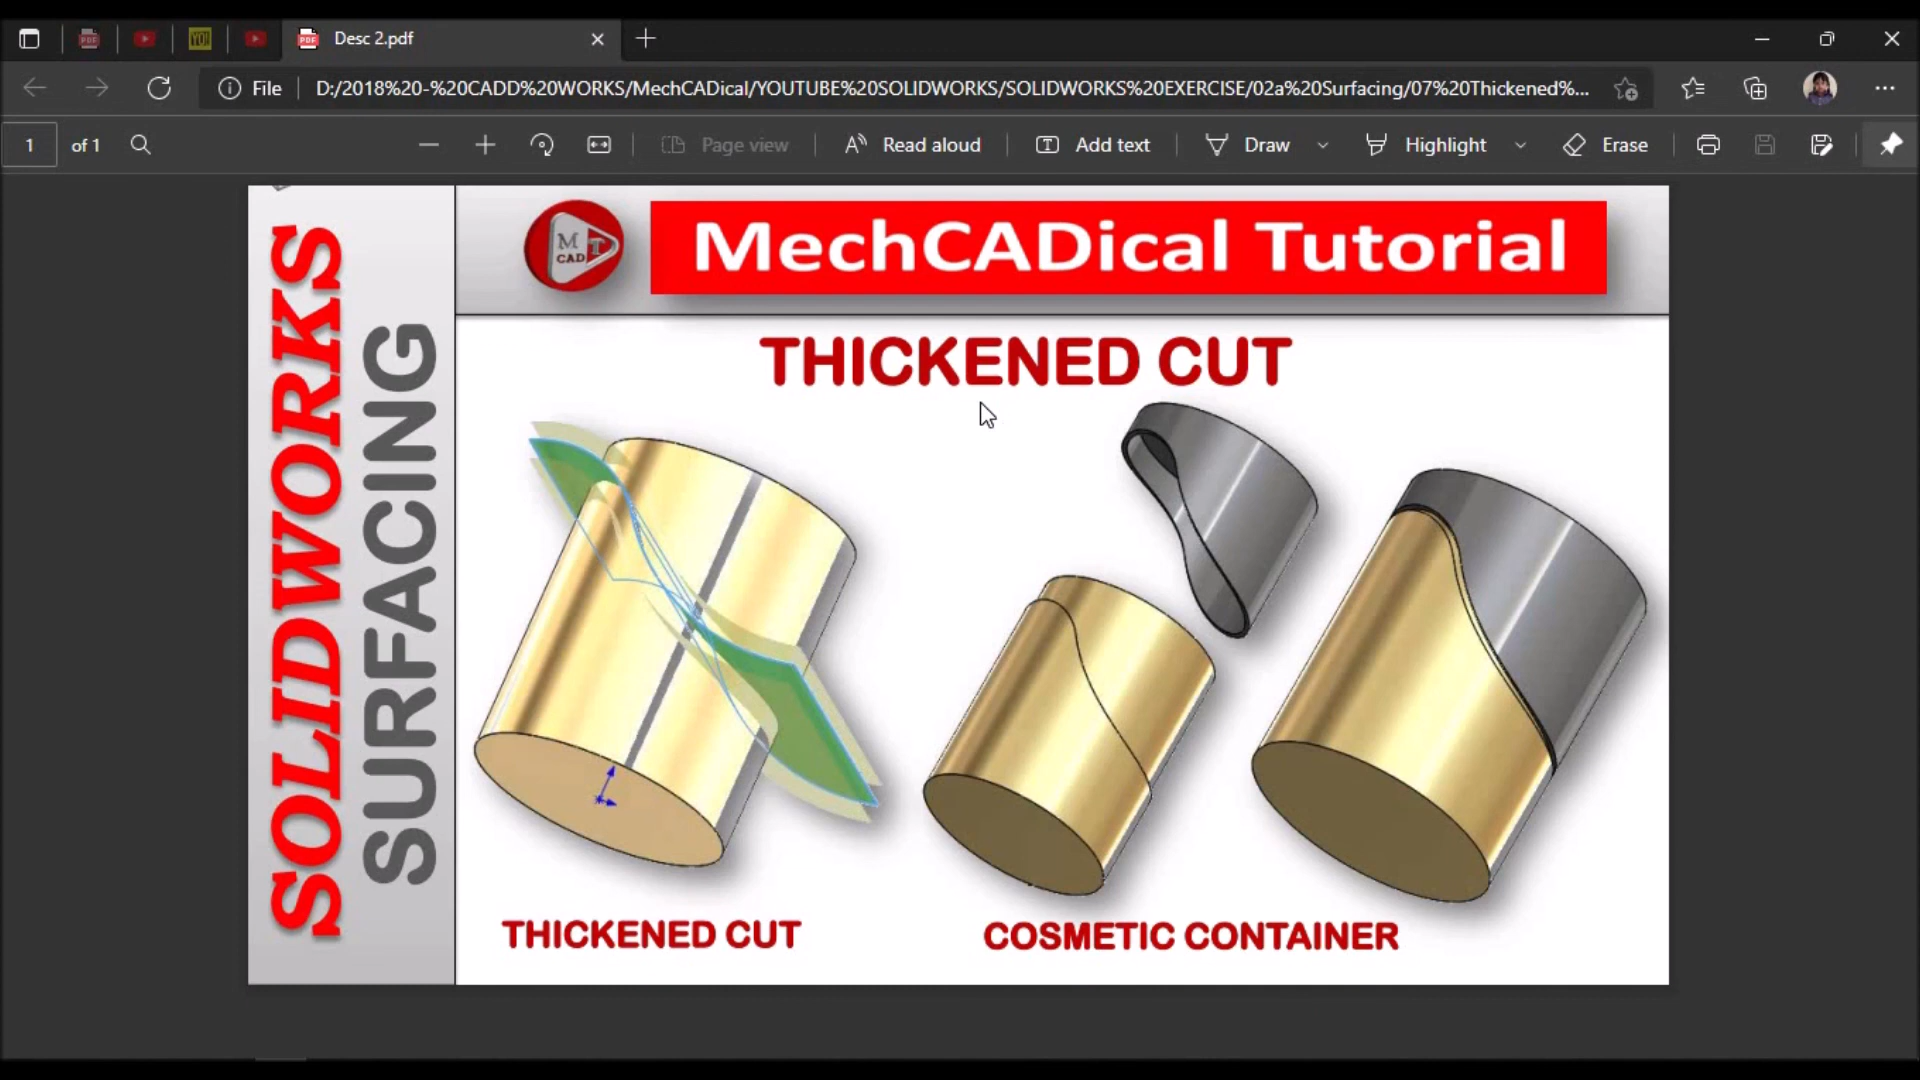 Desc 2.pdf
File
D:/2018%20-%20CADD%20WORKS/MechCADical/YOUTUBE%20SOLIDWORKS/SOLIDWORKS%20EXERCISE/02a%20Surfacing/07%20Thickened%...
1
of 1
Page view
Read aloud
Add text
Draw
Highlight
Erase
SOLIDWORKS
SURFACING
M T
CAD
MechCADical Tutorial
THICKENED CUT
THICKENED CUT
COSMETIC CONTAINER